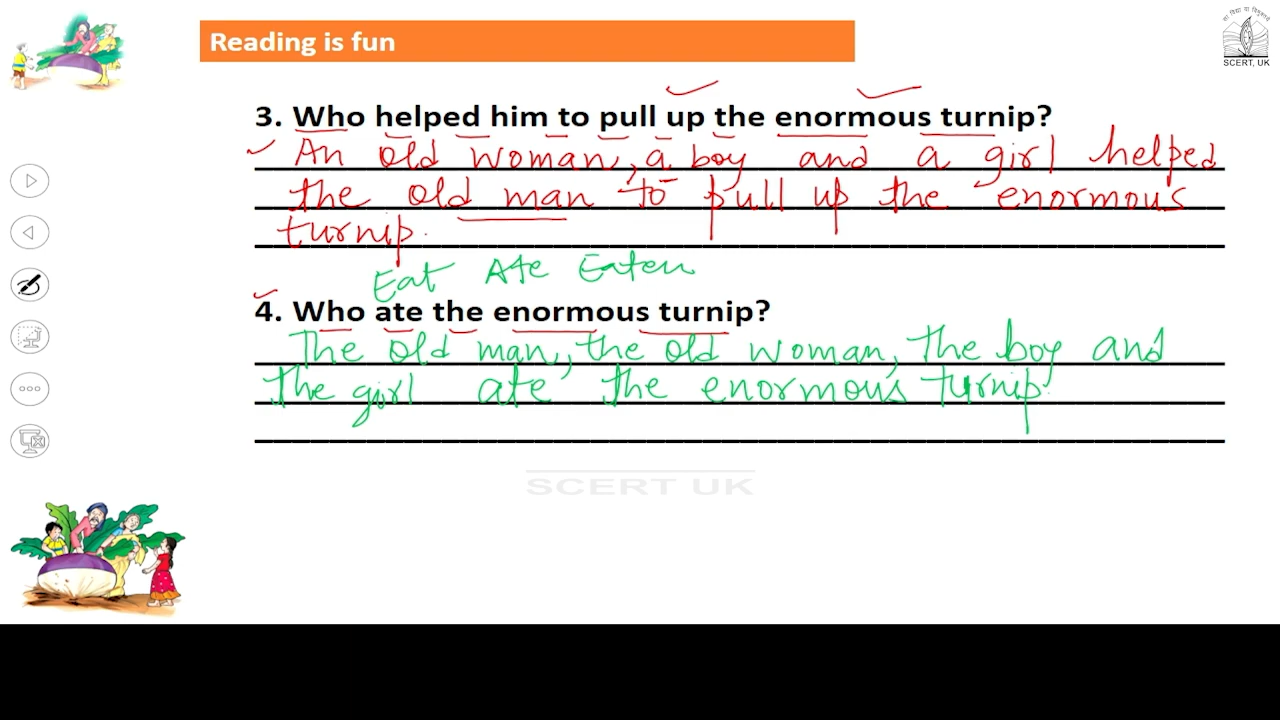 Reading is fun
SCERT, UK
3. Who helped him to pull up the enormous turnip?
An old woman, a boy and a girl helped
the old man to pull up the enormous
turnip.
Eat Ate Eaten
4. Who ate the enormous turnip?
The old man, the old woman, the boy and
the girl ate the enormous turnip.
SCERT UK